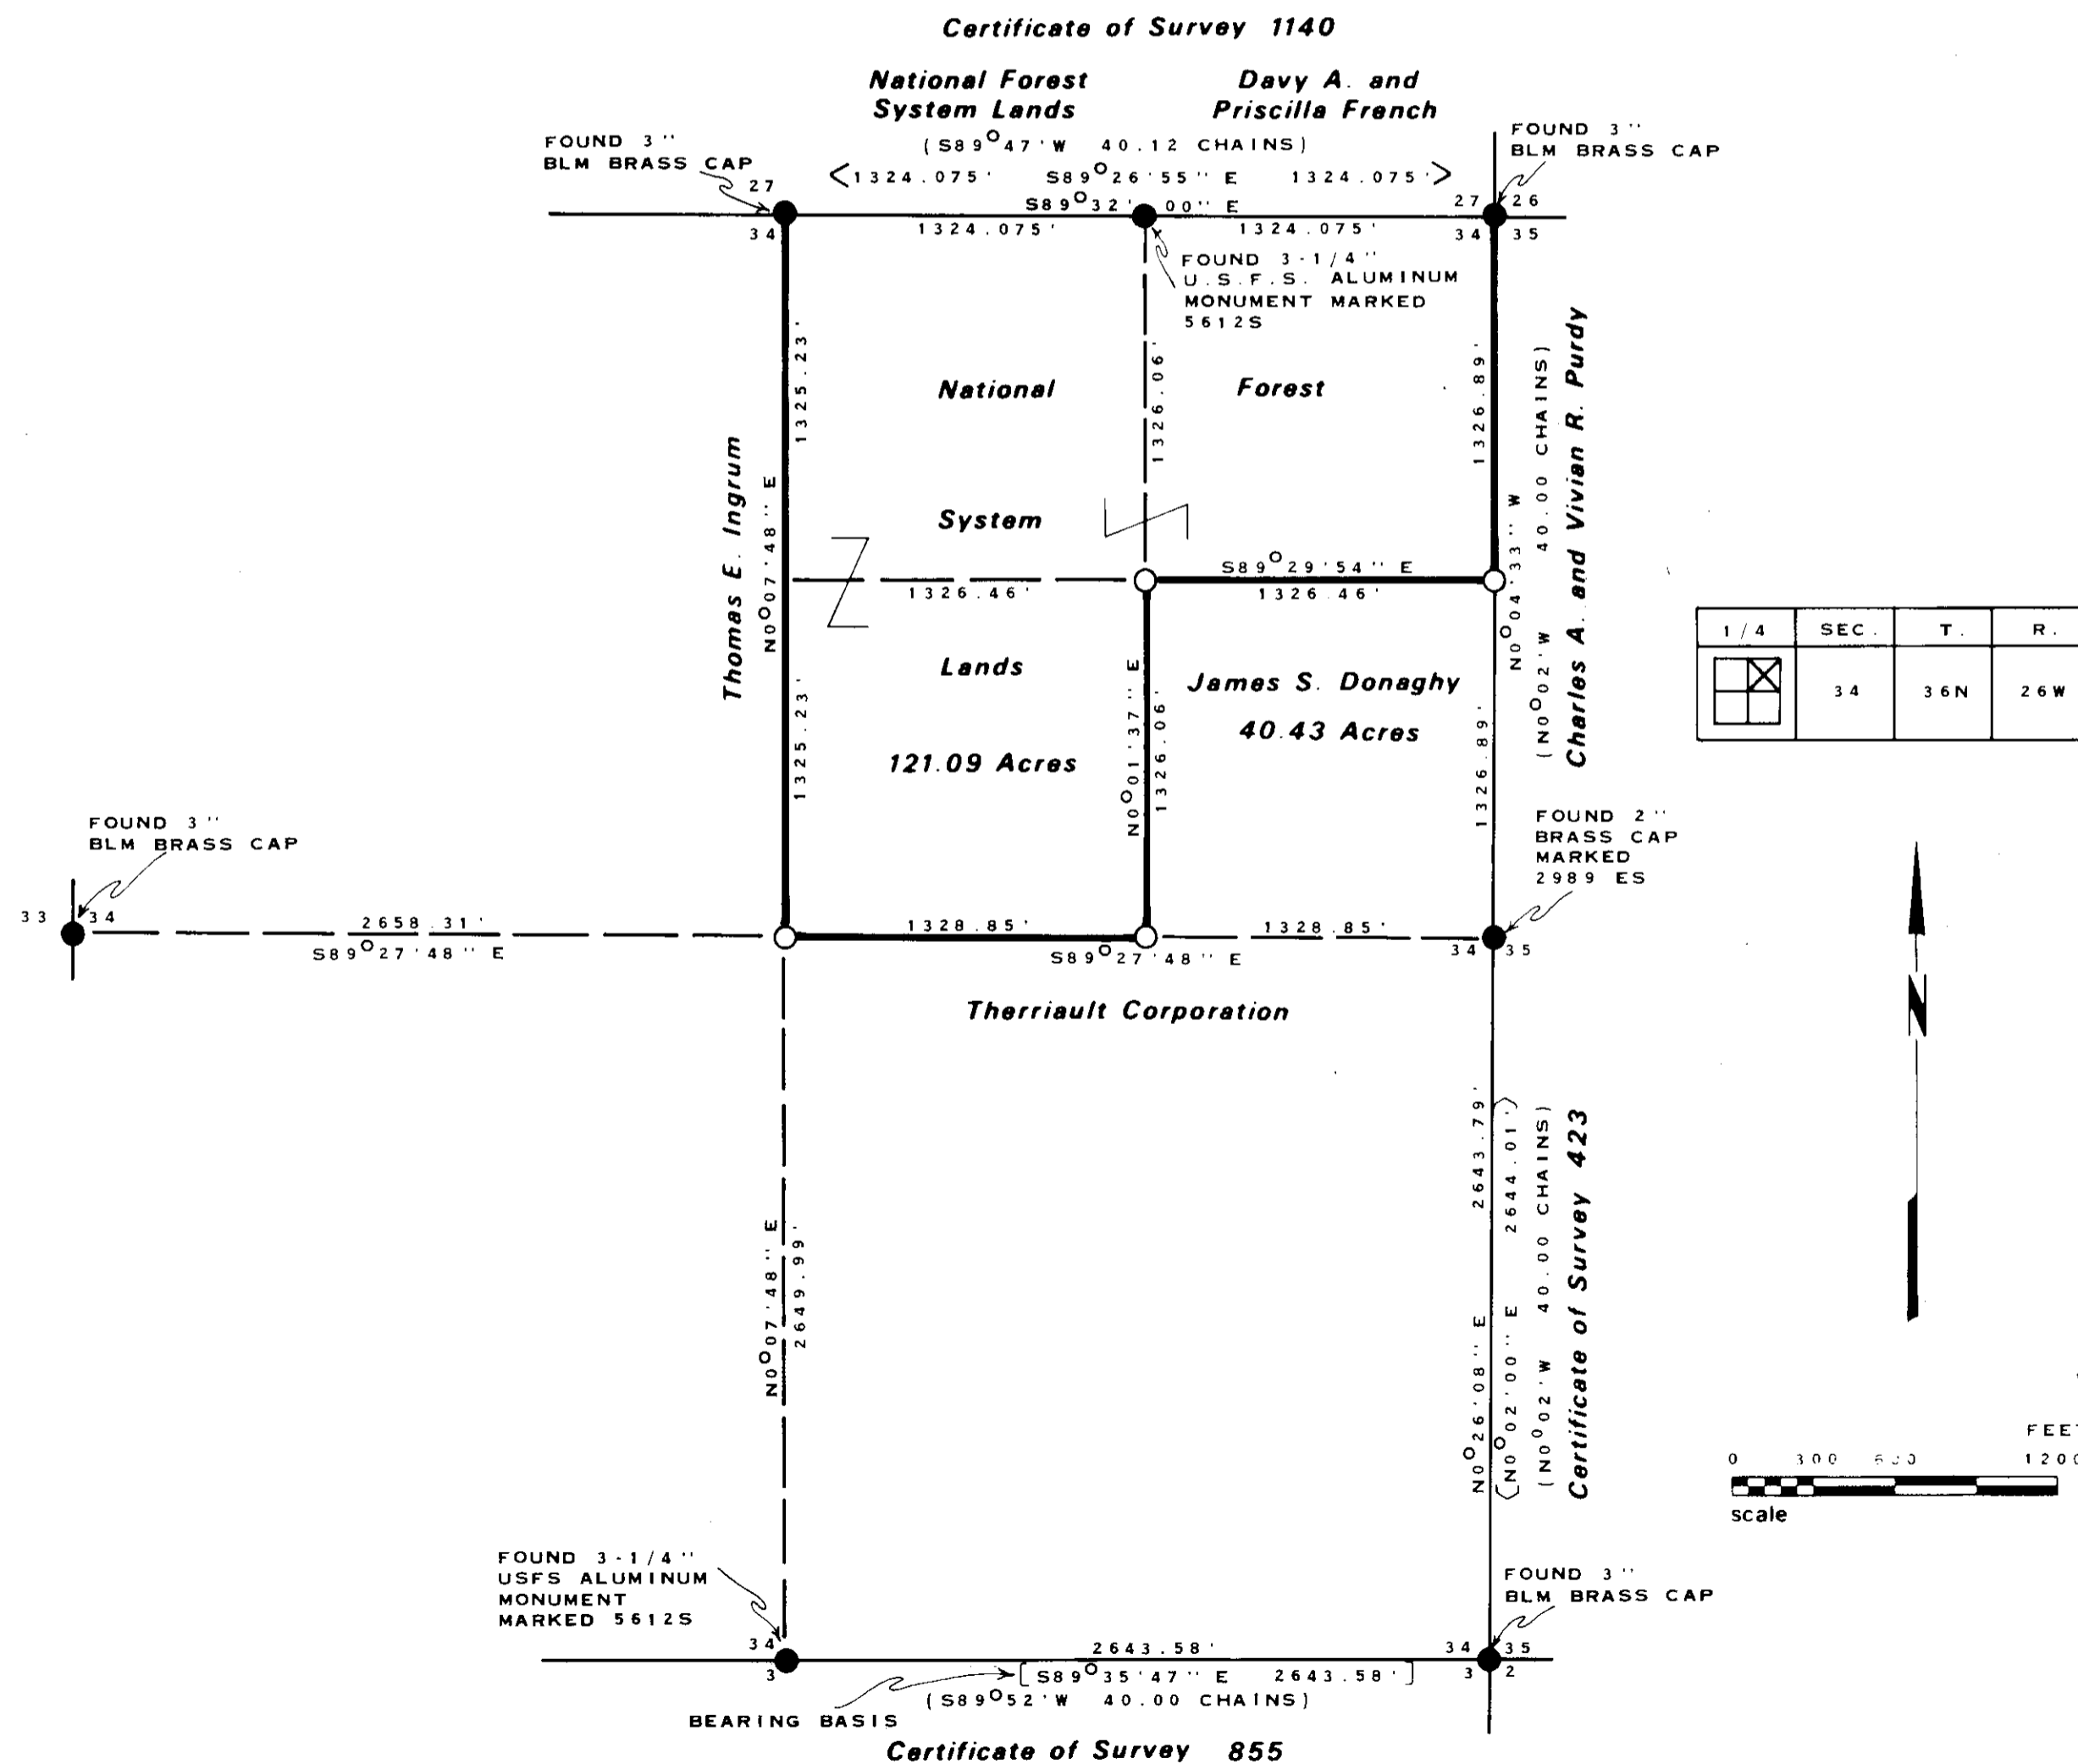 Certificate of Survey 1140
National Forest
System Lands
Davy A. and
Priscilla French
(S89°47'W 40.12 CHAINS)
<1324.075' S89°26'55"E 1324.075'>
S89°32'00"E
1324.075' 1324.075'
FOUND 3"
BLM BRASS CAP
27
34
FOUND 3"
BLM BRASS CAP
27 26
34 35
FOUND 3-1/4"
U.S.F.S. ALUMINUM
MONUMENT MARKED
5612S
1325.23'
1326.06'
1326.89'
National Forest
System
Lands
121.09 Acres
Thomas E. Ingrum
N0°07'48"E
1325.23'
1326.46'
S89°29'54"E
1326.46'
N0°01'37"E
1326.06'
James S. Donaghy
40.43 Acres
1326.89'
N0°04'33"W
(N0°02'W 40.00 CHAINS)
Charles A. and Vivian R. Purdy
1/4 SEC. T. R.
34 36N 26W
FOUND 3"
BLM BRASS CAP
33 34
2658.31'
S89°27'48"E
1328.85' 1328.85'
S89°27'48"E
FOUND 2"
BRASS CAP
MARKED
2989 ES
34 35
Therriault Corporation
N
N0°07'48"E
2649.99'
N0°26'08"E 2643.79'
(N0°02'00"E 2644.01')
(N0°02'W 40.00 CHAINS)
Certificate of Survey 423
FEET
0 300 600 1200
scale
FOUND 3-1/4"
USFS ALUMINUM
MONUMENT
MARKED 5612S
34
3
FOUND 3"
BLM BRASS CAP
34 35
3 2
2643.58'
[S89°35'47"E 2643.58']
(S89°52'W 40.00 CHAINS)
BEARING BASIS
Certificate of Survey 855